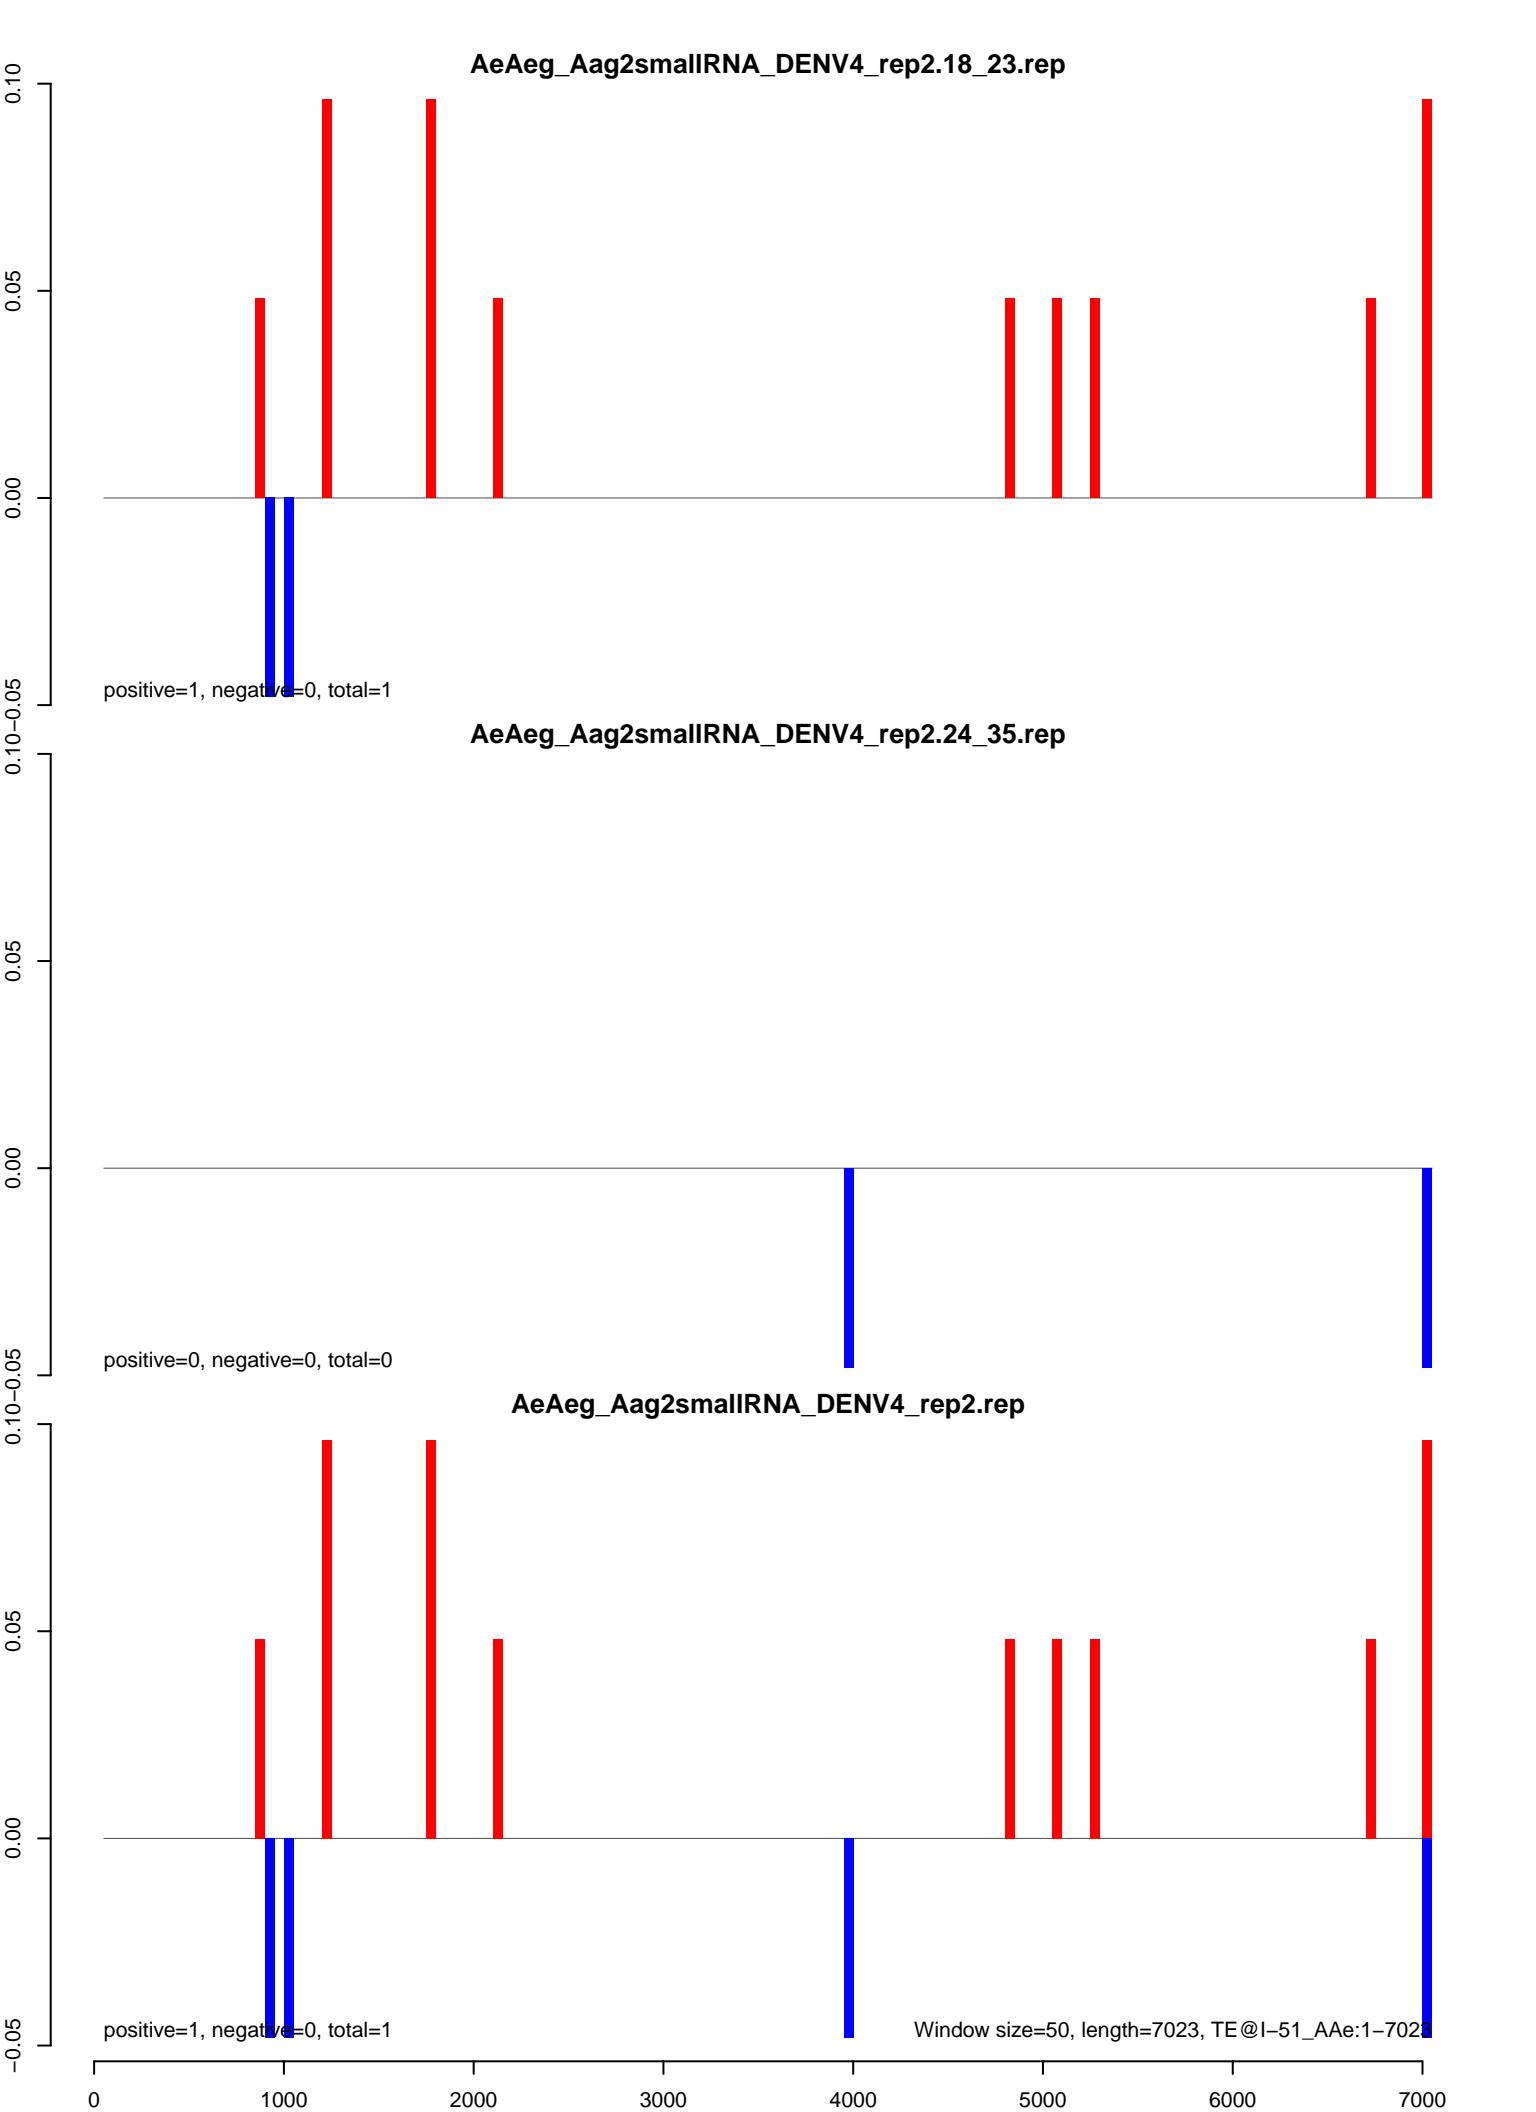 AeAeg_Aag2smallRNA_DENV4_rep2.18_23.rep
0.10
0.05
0.00
−0.05
positive=1, negative=0, total=1
AeAeg_Aag2smallRNA_DENV4_rep2.24_35.rep
0.10
0.05
0.00
−0.05
positive=0, negative=0, total=0
AeAeg_Aag2smallRNA_DENV4_rep2.rep
0.10
0.05
0.00
−0.05
positive=1, negative=0, total=1
Window size=50, length=7023, TE@I−51_AAe:1−7023
0 1000 2000 3000 4000 5000 6000 7000